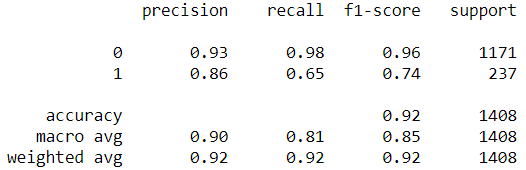 precision recall f1-score support
0 0.93 0.98 0.96 1171
1 0.86 0.65 0.74 237
accuracy 0.92 1408
macro avg 0.90 0.81 0.85 1408
weighted avg 0.92 0.92 0.92 1408